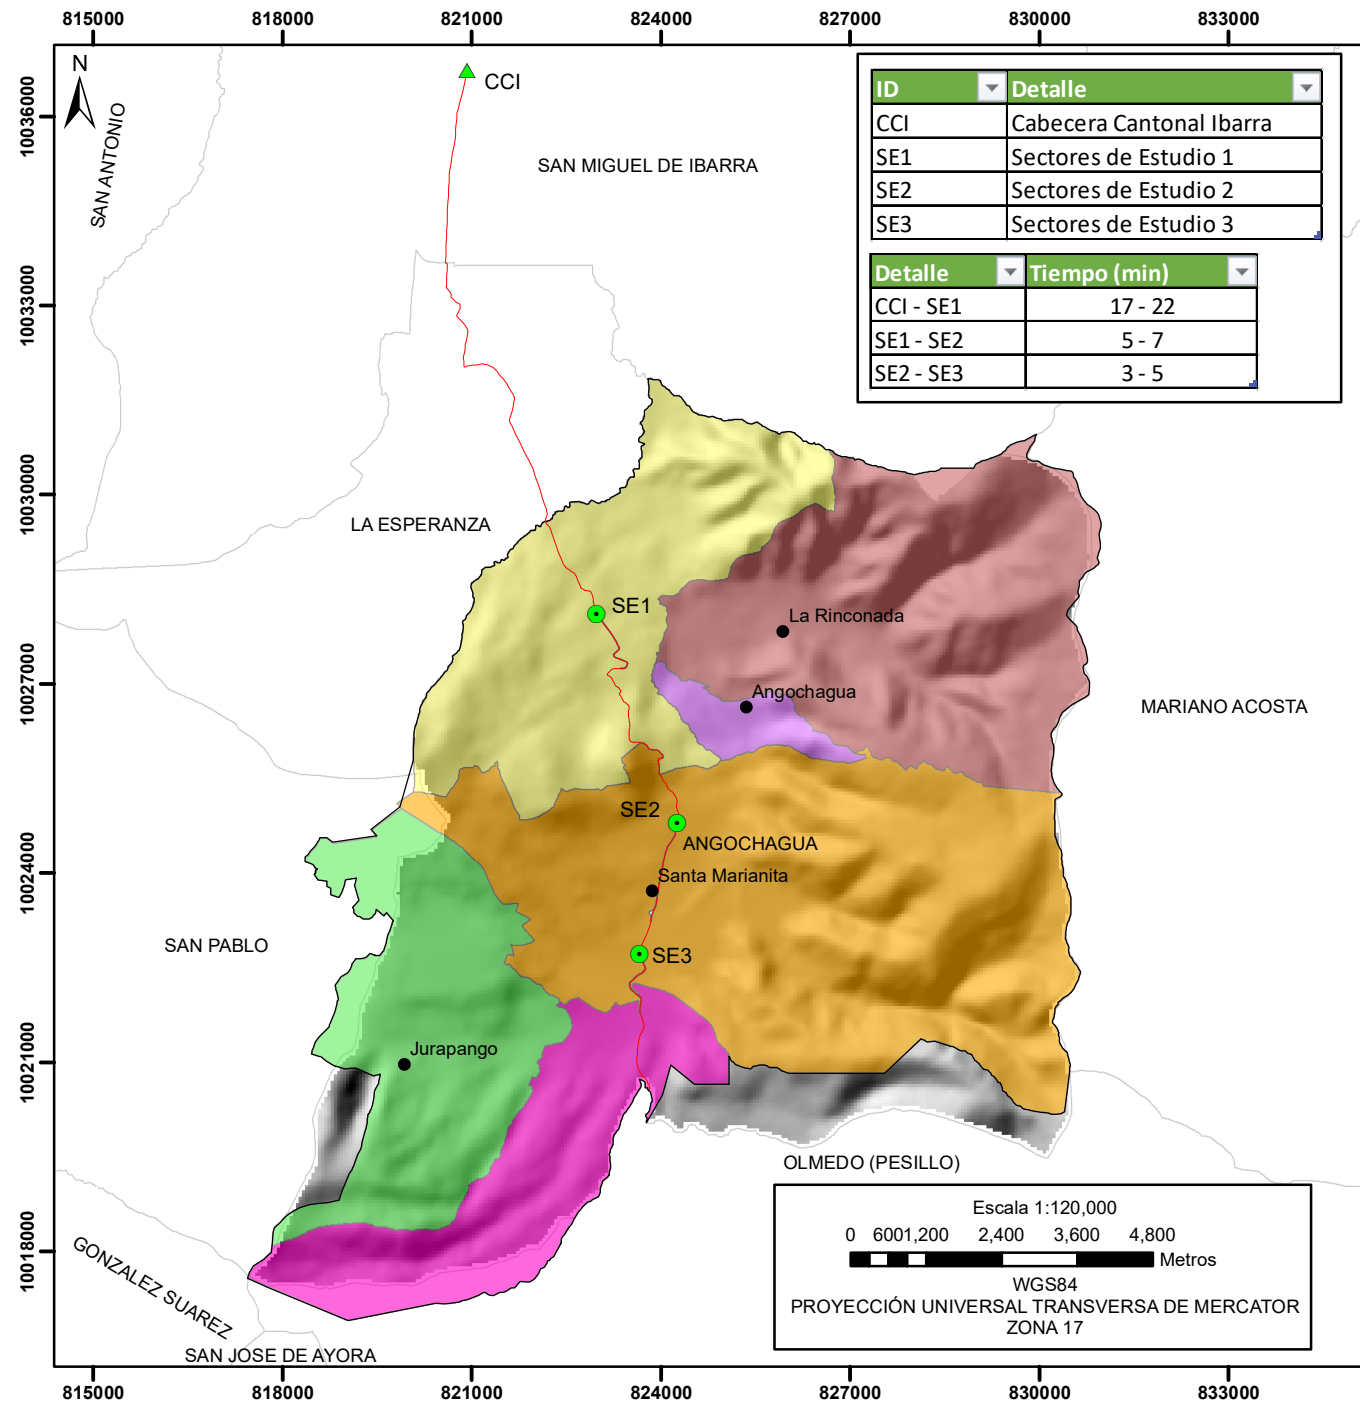 815000 818000 821000 824000 827000 830000 833000
N
CCI
SAN ANTONIO
SAN MIGUEL DE IBARRA
ID Detalle
CCI Cabecera Cantonal Ibarra
SE1 Sectores de Estudio 1
SE2 Sectores de Estudio 2
SE3 Sectores de Estudio 3
Detalle Tiempo (min)
CCI - SE1 17 - 22
SE1 - SE2 5 - 7
SE2 - SE3 3 - 5
10036000
10033000
10030000
10027000
10024000
10021000
10018000
LA ESPERANZA
SE1
La Rinconada
Angochagua
MARIANO ACOSTA
SE2
ANGOCHAGUA
Santa Marianita
SAN PABLO
SE3
Jurapango
OLMEDO (PESILLO)
GONZALEZ SUAREZ
SAN JOSE DE AYORA
Escala 1:120,000
0 600 1,200 2,400 3,600 4,800
Metros
WGS84
PROYECCIÓN UNIVERSAL TRANSVERSA DE MERCATOR
ZONA 17
815000 818000 821000 824000 827000 830000 833000